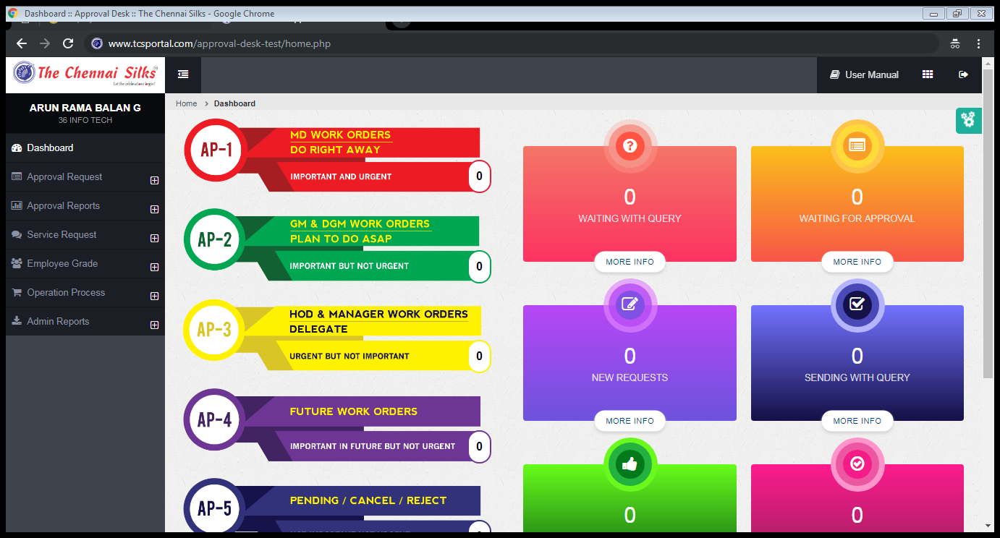 Dashboard :: Approval Desk :: The Chennai Silks - Google Chrome
www.tcsportal.com/approval-desk-test/home.php
The Chennai Silks
Let the celebrations begin!
User Manual
ARUN RAMA BALAN G
36 INFO TECH
Dashboard
Approval Request
Approval Reports
Service Request
Employee Grade
Operation Process
Admin Reports
Home > Dashboard
AP-1
MD WORK ORDERS
DO RIGHT AWAY
IMPORTANT AND URGENT
0
AP-2
GM & DGM WORK ORDERS
PLAN TO DO ASAP
IMPORTANT BUT NOT URGENT
0
AP-3
HOD & MANAGER WORK ORDERS
DELEGATE
URGENT BUT NOT IMPORTANT
0
AP-4
FUTURE WORK ORDERS
IMPORTANT IN FUTURE BUT NOT URGENT
0
AP-5
PENDING / CANCEL / REJECT
0
WAITING WITH QUERY
MORE INFO
0
WAITING FOR APPROVAL
MORE INFO
0
NEW REQUESTS
MORE INFO
0
SENDING WITH QUERY
MORE INFO
0
0